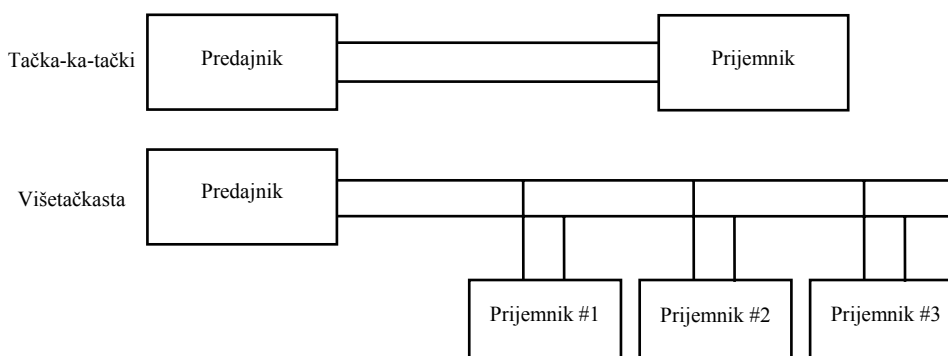 Tačka-ka-tački
Predajnik
Prijemnik
Višetačkasta
Predajnik
Prijemnik #1
Prijemnik #2
Prijemnik #3